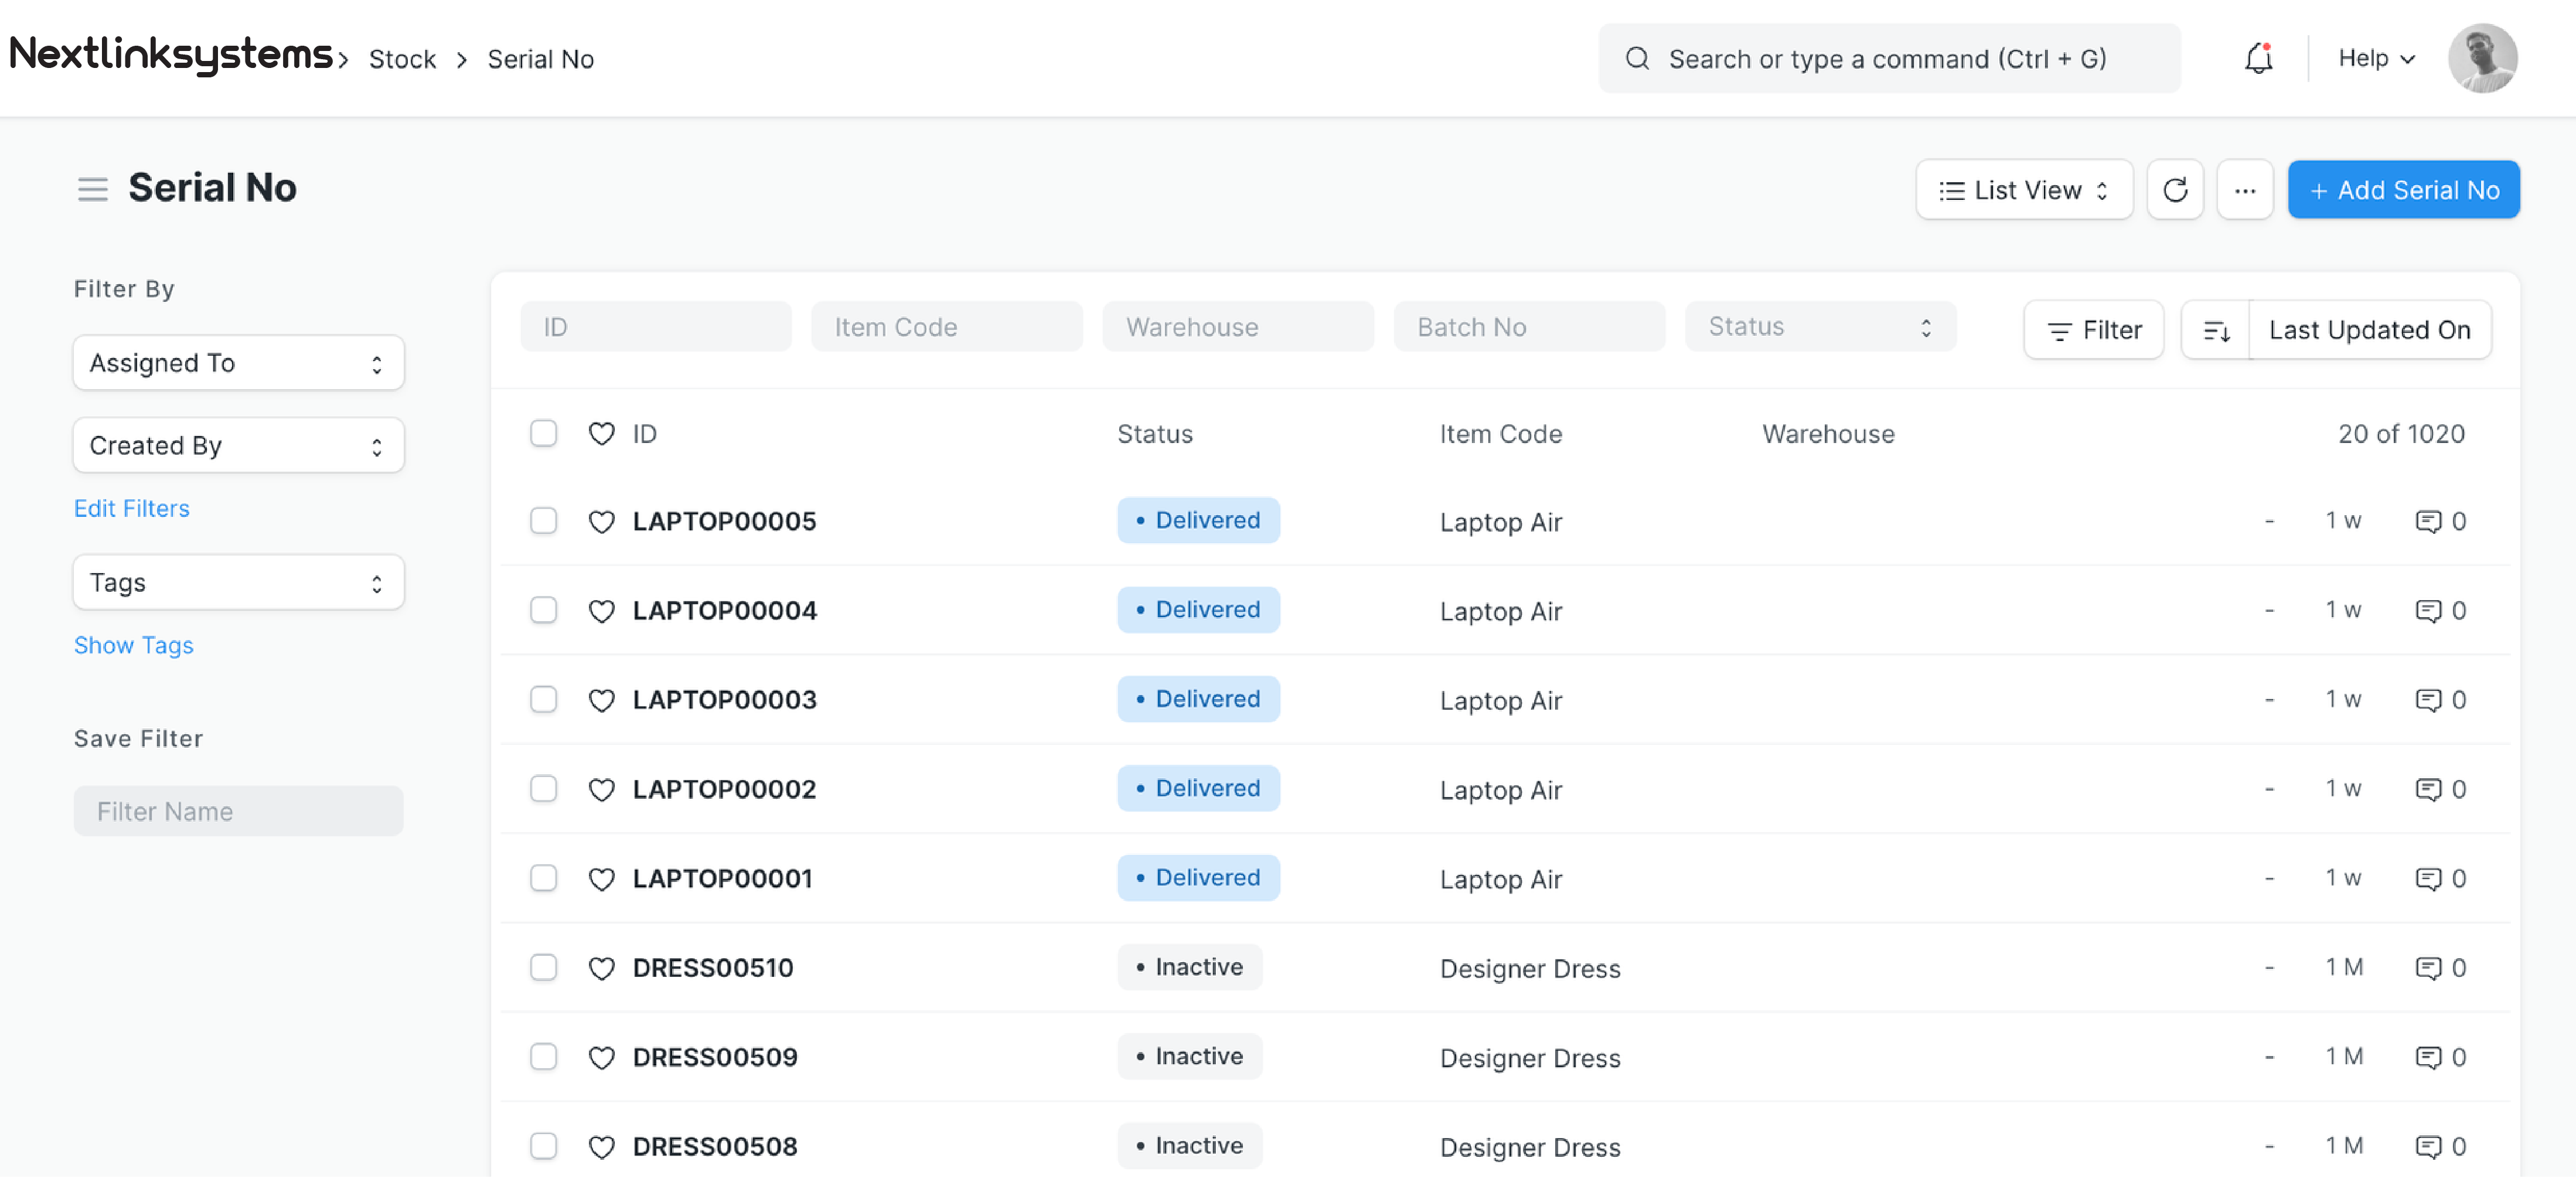 Nextlinksystems > Stock > Serial No
Search or type a command (Ctrl + G)
Help
Serial No
List View
...
+ Add Serial No
Filter By
Assigned To
Created By
Edit Filters
Tags
Show Tags
Save Filter
Filter Name
ID Item Code Warehouse Batch No Status Filter Last Updated On
ID Status Item Code Warehouse 20 of 1020
LAPTOP00005 • Delivered Laptop Air - 1 w 0
LAPTOP00004 • Delivered Laptop Air - 1 w 0
LAPTOP00003 • Delivered Laptop Air - 1 w 0
LAPTOP00002 • Delivered Laptop Air - 1 w 0
LAPTOP00001 • Delivered Laptop Air - 1 w 0
DRESS00510 • Inactive Designer Dress - 1 M 0
DRESS00509 • Inactive Designer Dress - 1 M 0
DRESS00508 • Inactive Designer Dress - 1 M 0